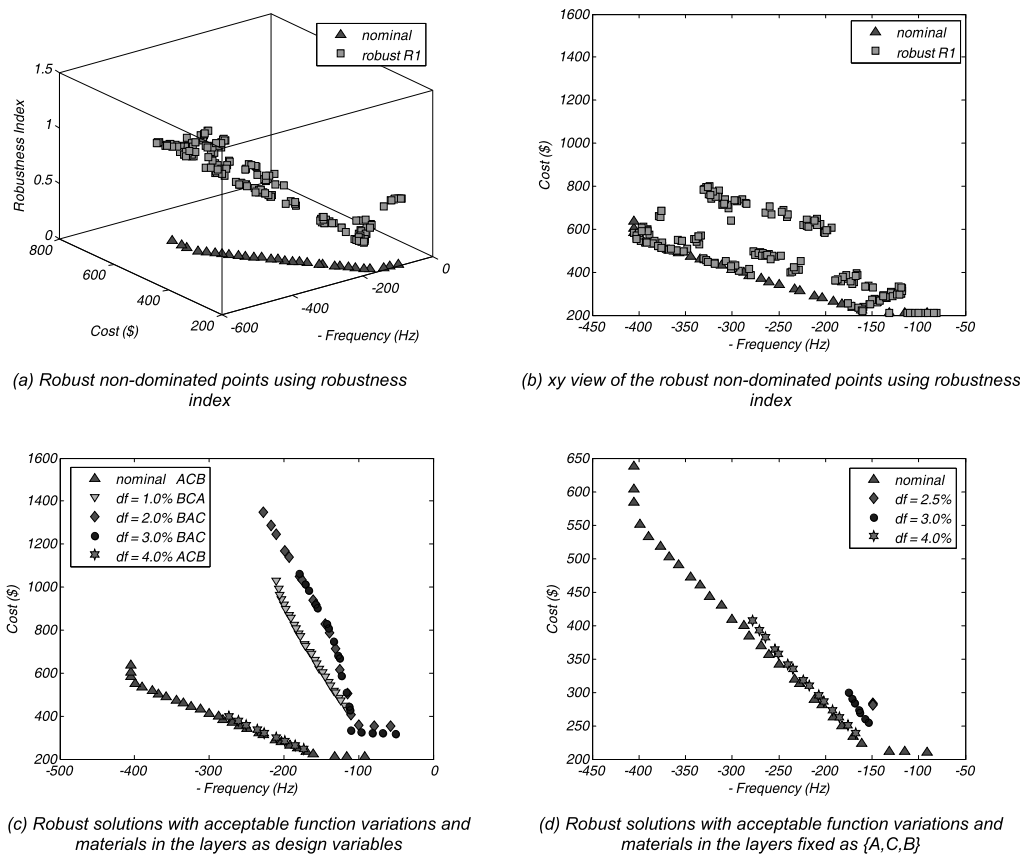 nominal
robust R1
1.5
1
0.5
0
Robustness Index
800
600
400
200
Cost ($)
-600
-400
-200
0
- Frequency (Hz)
(a) Robust non-dominated points using robustness
index
nominal
robust R1
1600
1400
1200
1000
800
600
400
200
Cost ($)
-450 -400 -350 -300 -250 -200 -150 -100 -50
- Frequency (Hz)
(b) xy view of the robust non-dominated points using robustness
index
nominal ACB
df = 1.0% BCA
df = 2.0% BAC
df = 3.0% BAC
df = 4.0% ACB
1600
1400
1200
1000
800
600
400
200
Cost ($)
-500 -400 -300 -200 -100 0
- Frequency (Hz)
(c) Robust solutions with acceptable function variations and
materials in the layers as design variables
nominal
df = 2.5%
df = 3.0%
df = 4.0%
650
600
550
500
450
400
350
300
250
200
Cost ($)
-450 -400 -350 -300 -250 -200 -150 -100 -50
- Frequency (Hz)
(d) Robust solutions with acceptable function variations and
materials in the layers fixed as {A,C,B}